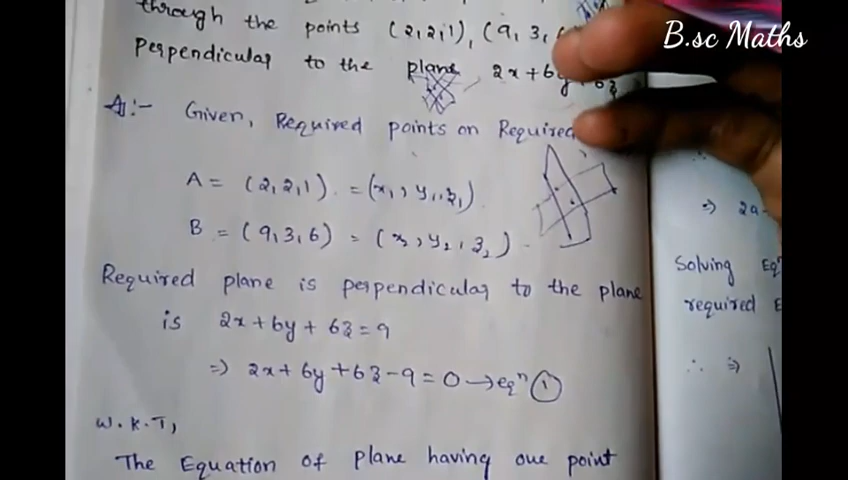 B.sc Maths
through the points (2,2,1), (9,3,
Perpendicular to the plane 2x+6y+6z
A:- Given, Required points on Required
A = (2,2,1) = (x₁, y₁, z₁)
B = (9,3,6) = (x₂, y₂, z₂)
Required plane is perpendicular to the plane
is 2x+6y+6z=9
=> 2x+6y+6z-9=0 → eqⁿ ①
W.K.T,
The Equation of plane having one point
=> 2a-
Solving Eqⁿ
required E
∴ =>